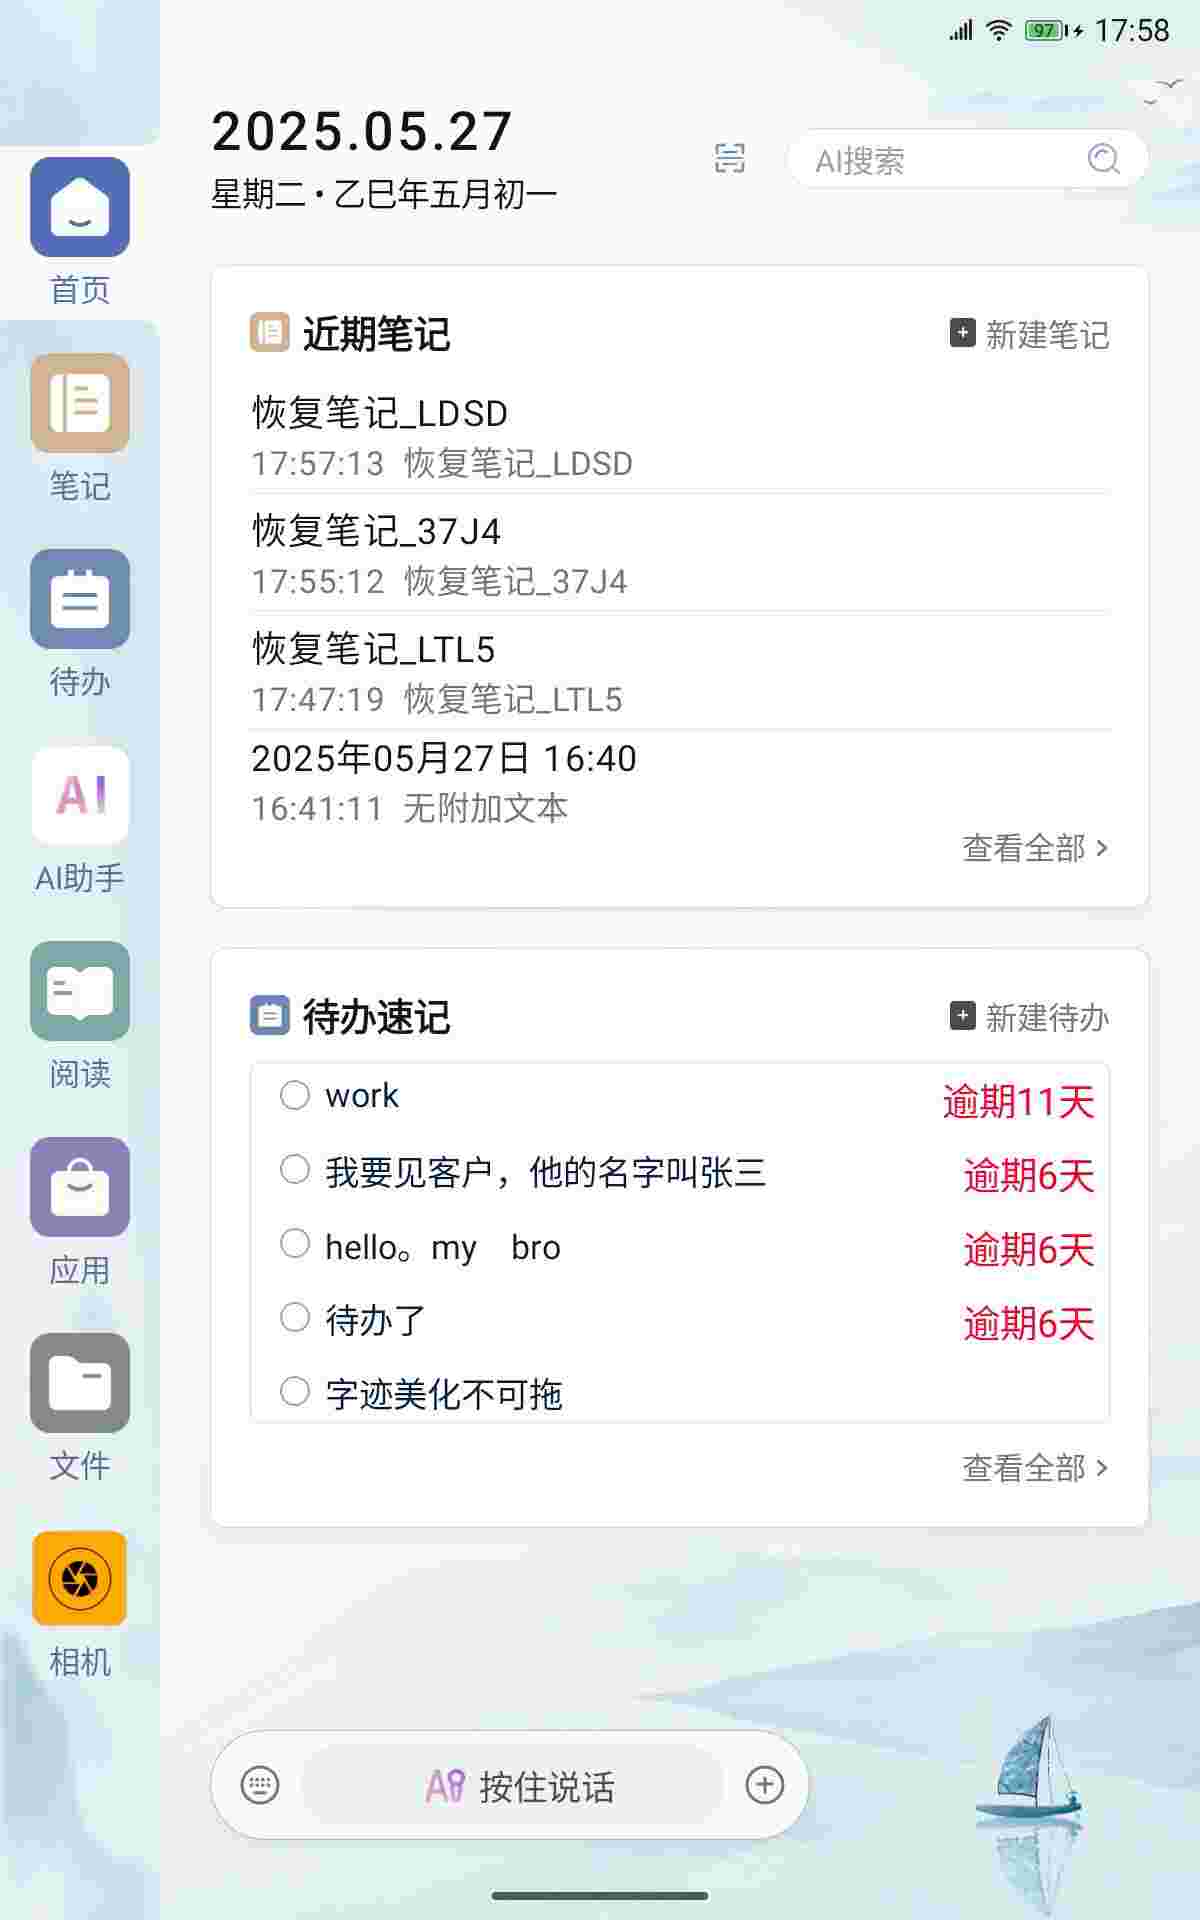 97 17:58
2025.05.27
星期二·乙巳年五月初一
AI搜索
首页
笔记
待办
AI
AI助手
阅读
应用
文件
相机
近期笔记
新建笔记
恢复笔记_LDSD
17:57:13 恢复笔记_LDSD
恢复笔记_37J4
17:55:12 恢复笔记_37J4
恢复笔记_LTL5
17:47:19 恢复笔记_LTL5
2025年05月27日 16:40
16:41:11 无附加文本
查看全部
待办速记
新建待办
work 逾期11天
我要见客户，他的名字叫张三 逾期6天
hello。my bro 逾期6天
待办了 逾期6天
字迹美化不可拖
查看全部
按住说话